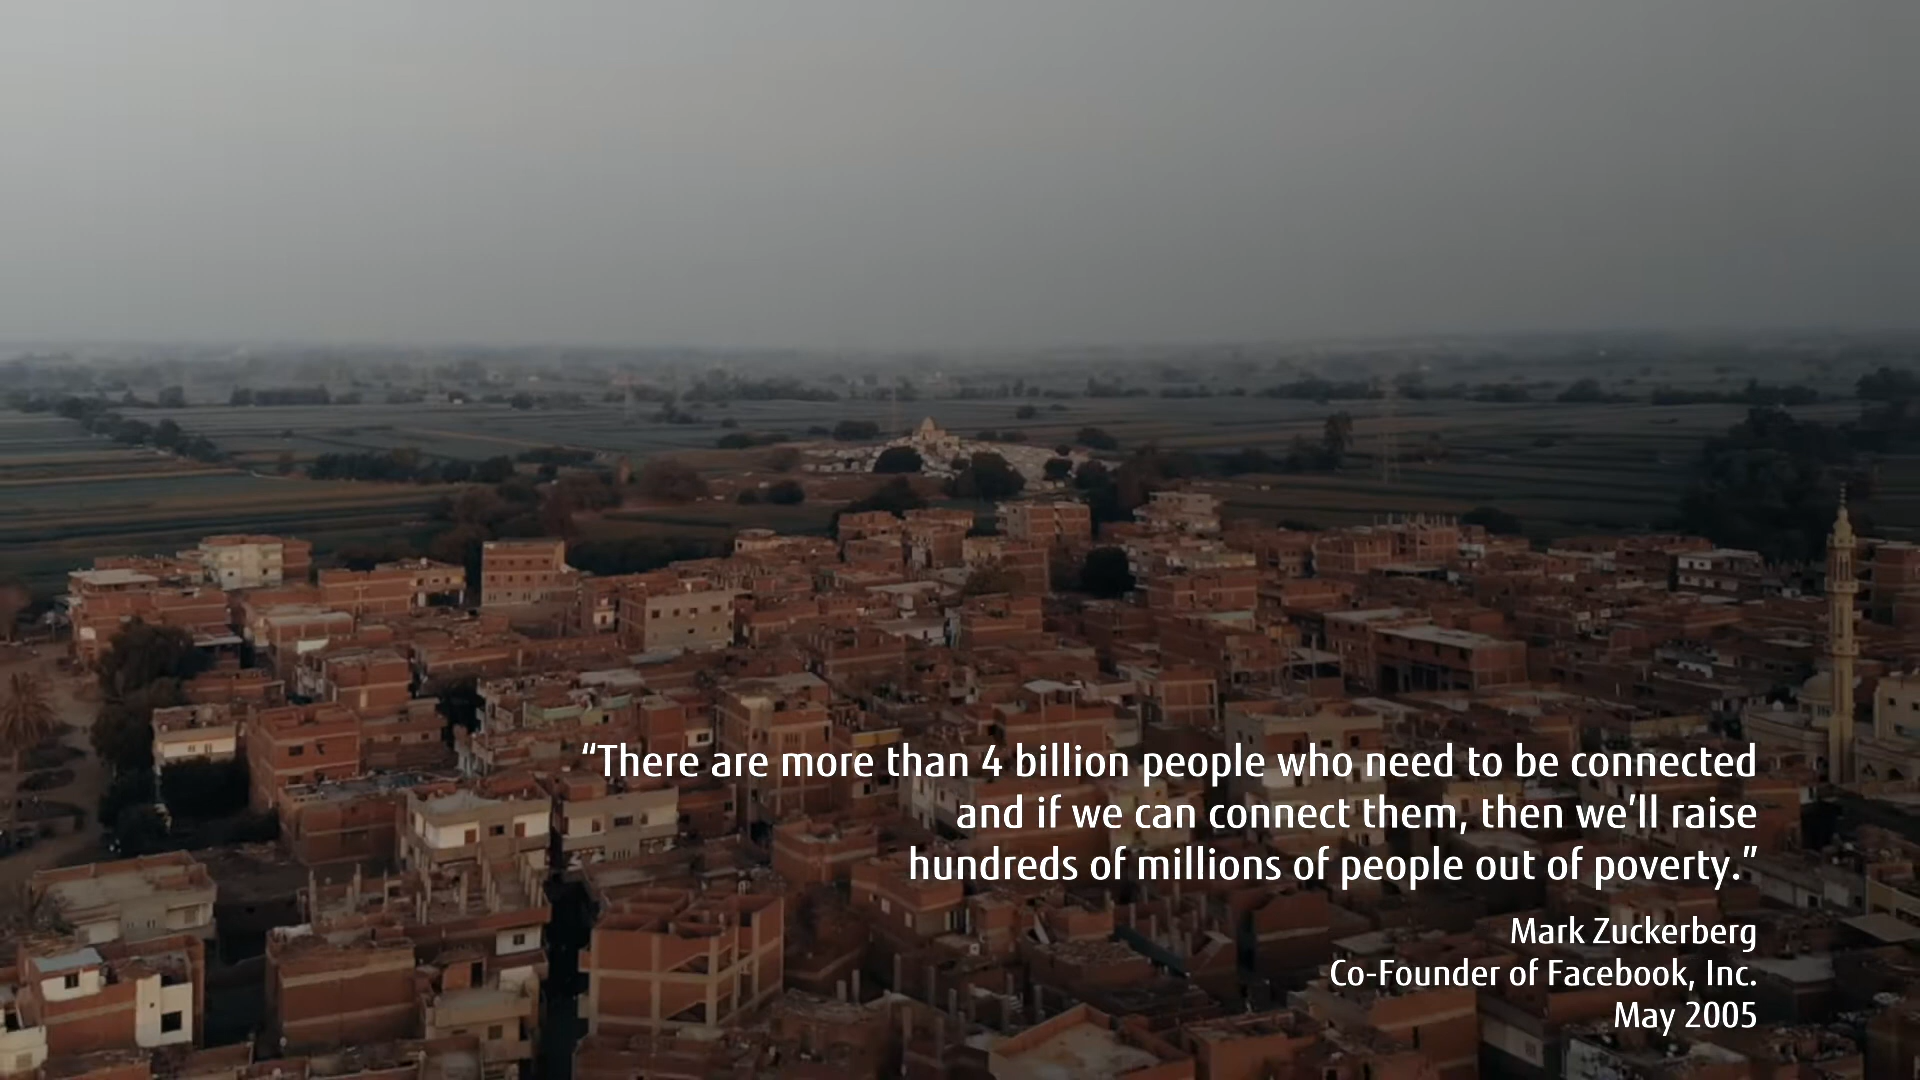 “There are more than 4 billion people who need to be connected
and if we can connect them, then we’ll raise
hundreds of millions of people out of poverty.”
Mark Zuckerberg
Co-Founder of Facebook, Inc.
May 2005